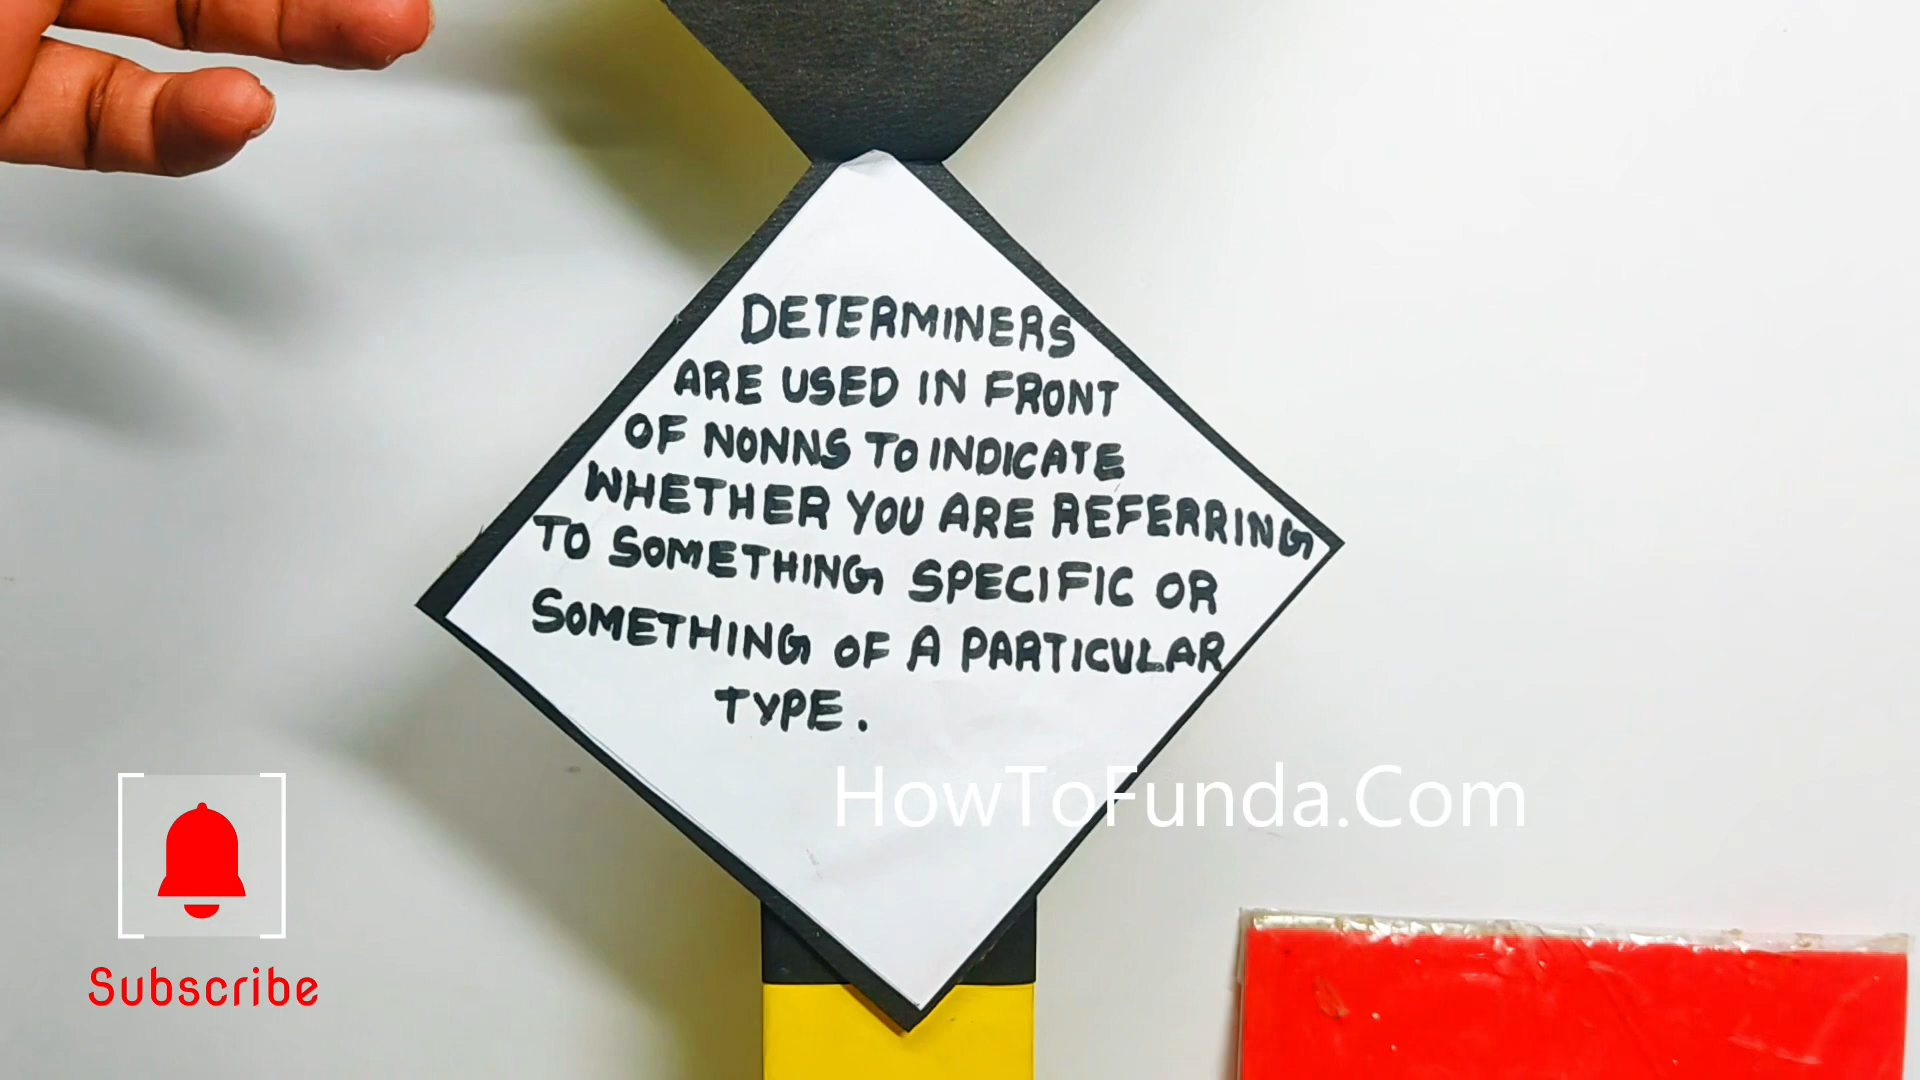 DETERMINERS
ARE USED IN FRONT
OF NONNS TO INDICATE
WHETHER YOU ARE REFERRING
TO SOMETHING SPECIFIC OR
SOMETHING OF A PARTICULAR
TYPE.
HowToFunda.Com
Subscribe